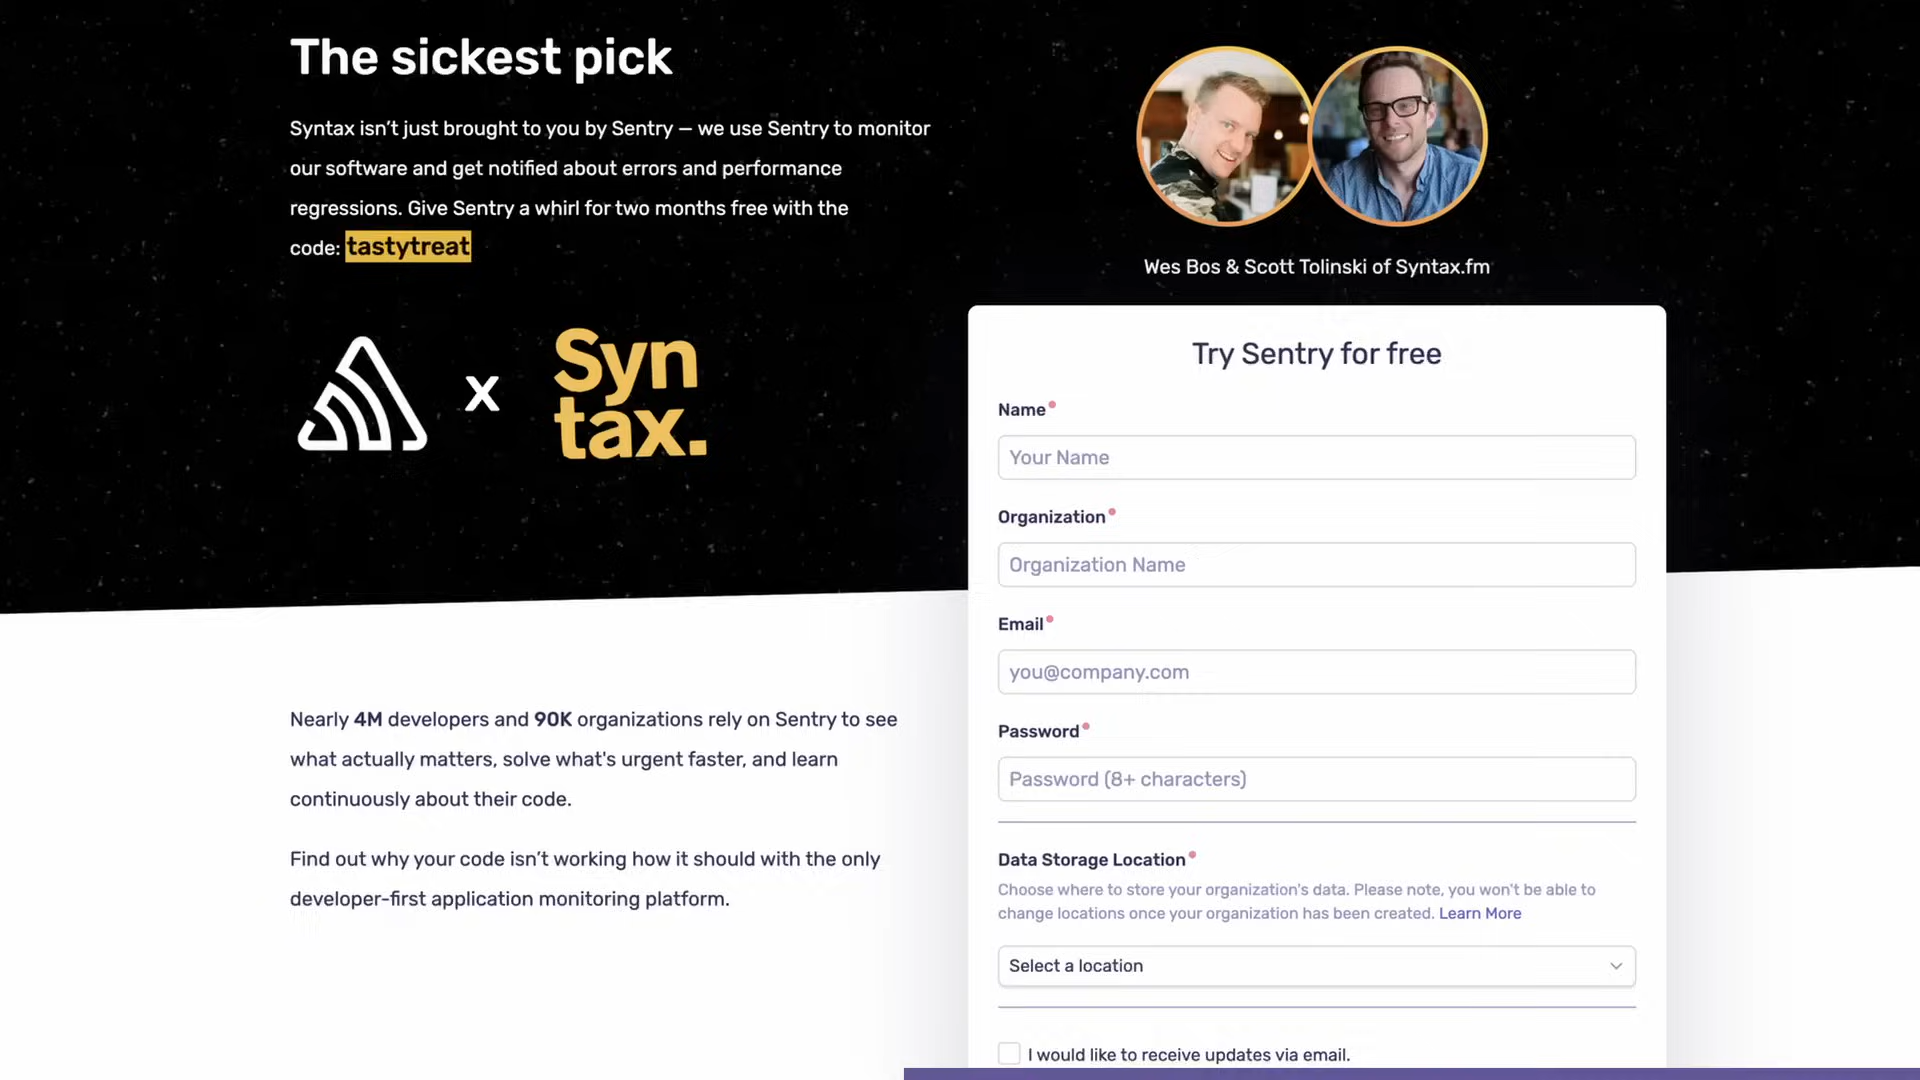 The sickest pick
Syntax isn’t just brought to you by Sentry – we use Sentry to monitor
our software and get notified about errors and performance
regressions. Give Sentry a whirl for two months free with the
code: tastytreat
x
Syn
tax.
Nearly 4M developers and 90K organizations rely on Sentry to see
what actually matters, solve what's urgent faster, and learn
continuously about their code.
Find out why your code isn’t working how it should with the only
developer-first application monitoring platform.
Wes Bos & Scott Tolinski of Syntax.fm
Try Sentry for free
Name
Your Name
Organization
Organization Name
Email
you@company.com
Password
Password (8+ characters)
Data Storage Location
Choose where to store your organization's data. Please note, you won't be able to
change locations once your organization has been created. Learn More
Select a location
I would like to receive updates via email.